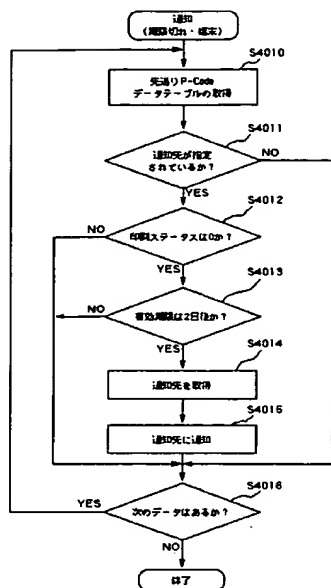 通知
(期限切れ・端末)
S4010
先送りP-Code
データテーブルの取得
S4011
通知先が指定
されているか?
NO
YES
S4012
NO
印刷ステータスは0か?
YES
S4013
NO
有効期限は2日後か?
YES
S4014
通知先を取得
S4015
通知先に通知
S4016
YES
次のデータはあるか?
NO
終了